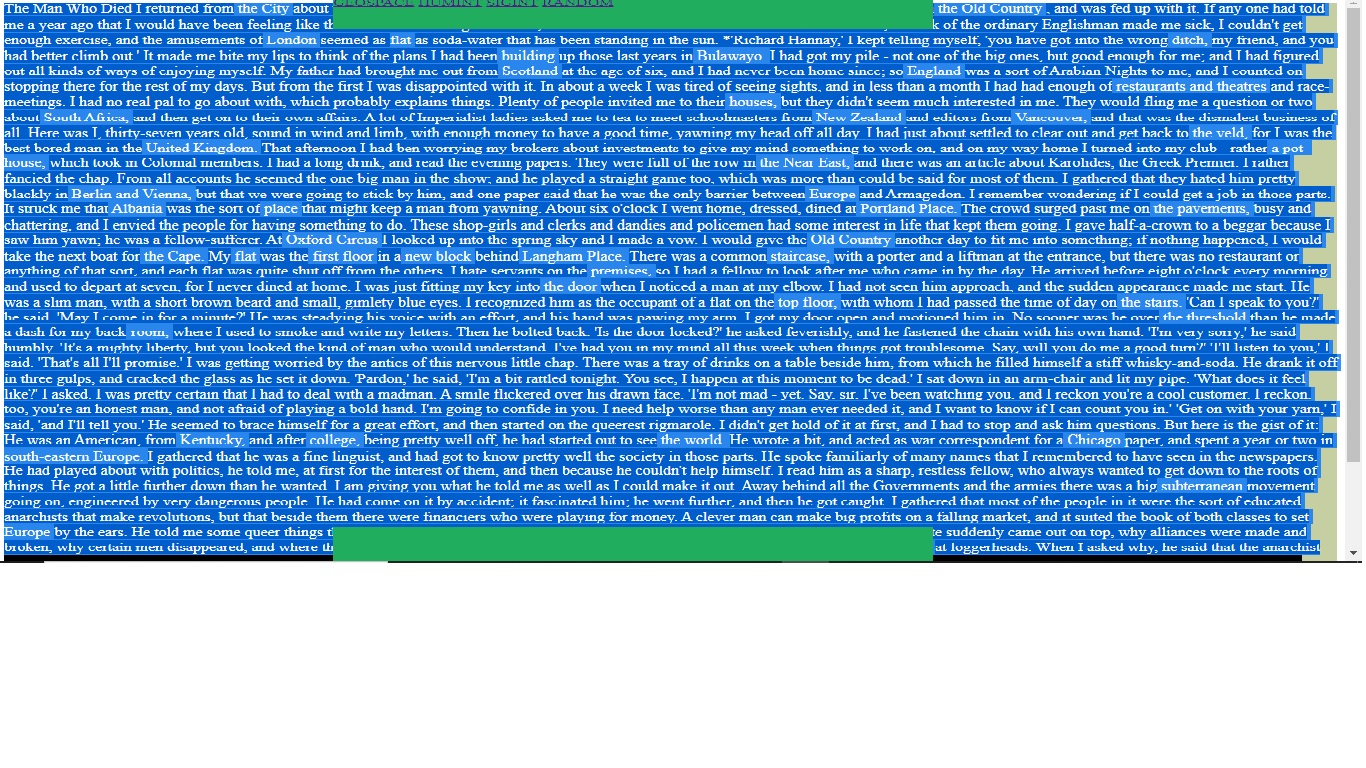 GEOSPACE HUMINT SIGINT RANDOM
The Man Who Died I returned from the City about the Old Country , and was fed up with it. If any one had told
me a year ago that I would have been feeling like th k of the ordinary Englishman made me sick, I couldn't get
enough exercise, and the amusements of London seemed as flat as soda-water that has been standing in the sun. *'Richard Hannay,' I kept telling myself, 'you have got into the wrong ditch, my friend, and you
had better climb out.' It made me bite my lips to think of the plans I had been building up those last years in Bulawayo. I had got my pile - not one of the big ones, but good enough for me; and I had figured
out all kinds of ways of enjoying myself. My father had brought me out from Scotland at the age of six, and I had never been home since; so England was a sort of Arabian Nights to me, and I counted on
stopping there for the rest of my days. But from the first I was disappointed with it. In about a week I was tired of seeing sights, and in less than a month I had had enough of restaurants and theatres and race-
meetings. I had no real pal to go about with, which probably explains things. Plenty of people invited me to their houses, but they didn't seem much interested in me. They would fling me a question or two
about South Africa, and then get on to their own affairs. A lot of Imperialist ladies asked me to tea to meet schoolmasters from New Zealand and editors from Vancouver, and that was the dismalest business of
all. Here was I, thirty-seven years old, sound in wind and limb, with enough money to have a good time, yawning my head off all day. I had just about settled to clear out and get back to the veld, for I was the
best bored man in the United Kingdom. That afternoon I had ben worrying my brokers about investments to give my mind something to work on, and on my way home I turned into my club - rather a pot-
house, which took in Colonial members. I had a long drink, and read the evening papers. They were full of the row in the Near East, and there was an article about Karolides, the Greek Premier. I rather
fancied the chap. From all accounts he seemed the one big man in the show; and he played a straight game too, which was more than could be said for most of them. I gathered that they hated him pretty
blackly in Berlin and Vienna, but that we were going to stick by him, and one paper said that he was the only barrier between Europe and Armagedon. I remember wondering if I could get a job in those parts.
It struck me that Albania was the sort of place that might keep a man from yawning. About six o'clock I went home, dressed, dined at Portland Place. The crowd surged past me on the pavements, busy and
chattering, and I envied the people for having something to do. These shop-girls and clerks and dandies and policemen had some interest in life that kept them going. I gave half-a-crown to a beggar because I
saw him yawn; he was a fellow-sufferer. At Oxford Circus I looked up into the spring sky and I made a vow. I would give the Old Country another day to fit me into something; if nothing happened, I would
take the next boat for the Cape. My flat was the first floor in a new block behind Langham Place. There was a common staircase, with a porter and a liftman at the entrance, but there was no restaurant or
anything of that sort, and each flat was quite shut off from the others. I hate servants on the premises, so I had a fellow to look after me who came in by the day. He arrived before eight o'clock every morning
and used to depart at seven, for I never dined at home. I was just fitting my key into the door when I noticed a man at my elbow. I had not seen him approach, and the sudden appearance made me start. He
was a slim man, with a short brown beard and small, gimlety blue eyes. I recognized him as the occupant of a flat on the top floor, with whom I had passed the time of day on the stairs. 'Can I speak to you?'
he said. 'May I come in for a minute?' He was steadying his voice with an effort, and his hand was pawing my arm. I got my door open and motioned him in. No sooner was he over the threshold than he made
a dash for my back room, where I used to smoke and write my letters. Then he bolted back. 'Is the door locked?' he asked feverishly, and he fastened the chain with his own hand. 'I'm very sorry,' he said
humbly. 'It's a mighty liberty, but you looked the kind of man who would understand. I've had you in my mind all this week when things got troublesome. Say, will you do me a good turn?' 'I'll listen to you,' I
said. 'That's all I'll promise.' I was getting worried by the antics of this nervous little chap. There was a tray of drinks on a table beside him, from which he filled himself a stiff whisky-and-soda. He drank it off
in three gulps, and cracked the glass as he set it down. 'Pardon,' he said, 'I'm a bit rattled tonight. You see, I happen at this moment to be dead.' I sat down in an arm-chair and lit my pipe. 'What does it feel
like?' I asked. I was pretty certain that I had to deal with a madman. A smile flickered over his drawn face. 'I'm not mad - yet. Say, sir, I've been watching you, and I reckon you're a cool customer. I reckon,
too, you're an honest man, and not afraid of playing a bold hand. I'm going to confide in you. I need help worse than any man ever needed it, and I want to know if I can count you in.' 'Get on with your yarn,' I
said, 'and I'll tell you.' He seemed to brace himself for a great effort, and then started on the queerest rigmarole. I didn't get hold of it at first, and I had to stop and ask him questions. But here is the gist of it:
He was an American, from Kentucky, and after college, being pretty well off, he had started out to see the world. He wrote a bit, and acted as war correspondent for a Chicago paper, and spent a year or two in
south-eastern Europe. I gathered that he was a fine linguist, and had got to know pretty well the society in those parts. He spoke familiarly of many names that I remembered to have seen in the newspapers.
He had played about with politics, he told me, at first for the interest of them, and then because he couldn't help himself. I read him as a sharp, restless fellow, who always wanted to get down to the roots of
things. He got a little further down than he wanted. I am giving you what he told me as well as I could make it out. Away behind all the Governments and the armies there was a big subterranean movement
going on, engineered by very dangerous people. He had come on it by accident; it fascinated him; he went further, and then he got caught. I gathered that most of the people in it were the sort of educated
anarchists that make revolutions, but that beside them there were financiers who were playing for money. A clever man can make big profits on a falling market, and it suited the book of both classes to set
Europe by the ears. He told me some queer things t e suddenly came out on top, why alliances were made and
broken, why certain men disappeared, and where th at loggerheads. When I asked why, he said that the anarchist